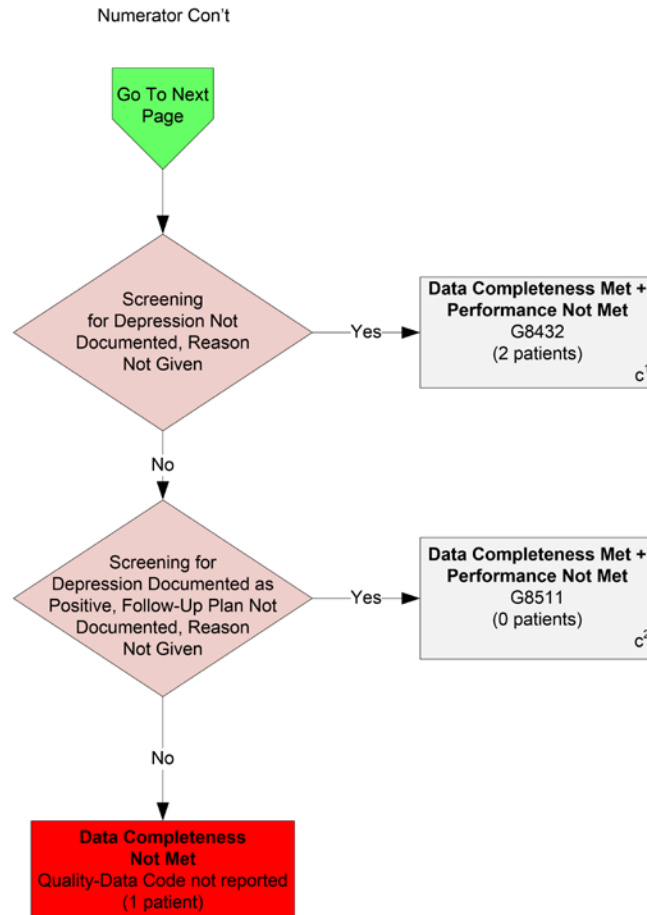 Numerator Con't
Go To Next
Page
Screening
for Depression Not
Documented, Reason
Not Given
Yes
Data Completeness Met +
Performance Not Met
G8432
(2 patients)
c¹
No
Screening for
Depression Documented as
Positive, Follow-Up Plan Not
Documented, Reason
Not Given
Yes
Data Completeness Met +
Performance Not Met
G8511
(0 patients)
c²
No
Data Completeness
Not Met
Quality-Data Code not reported
(1 patient)